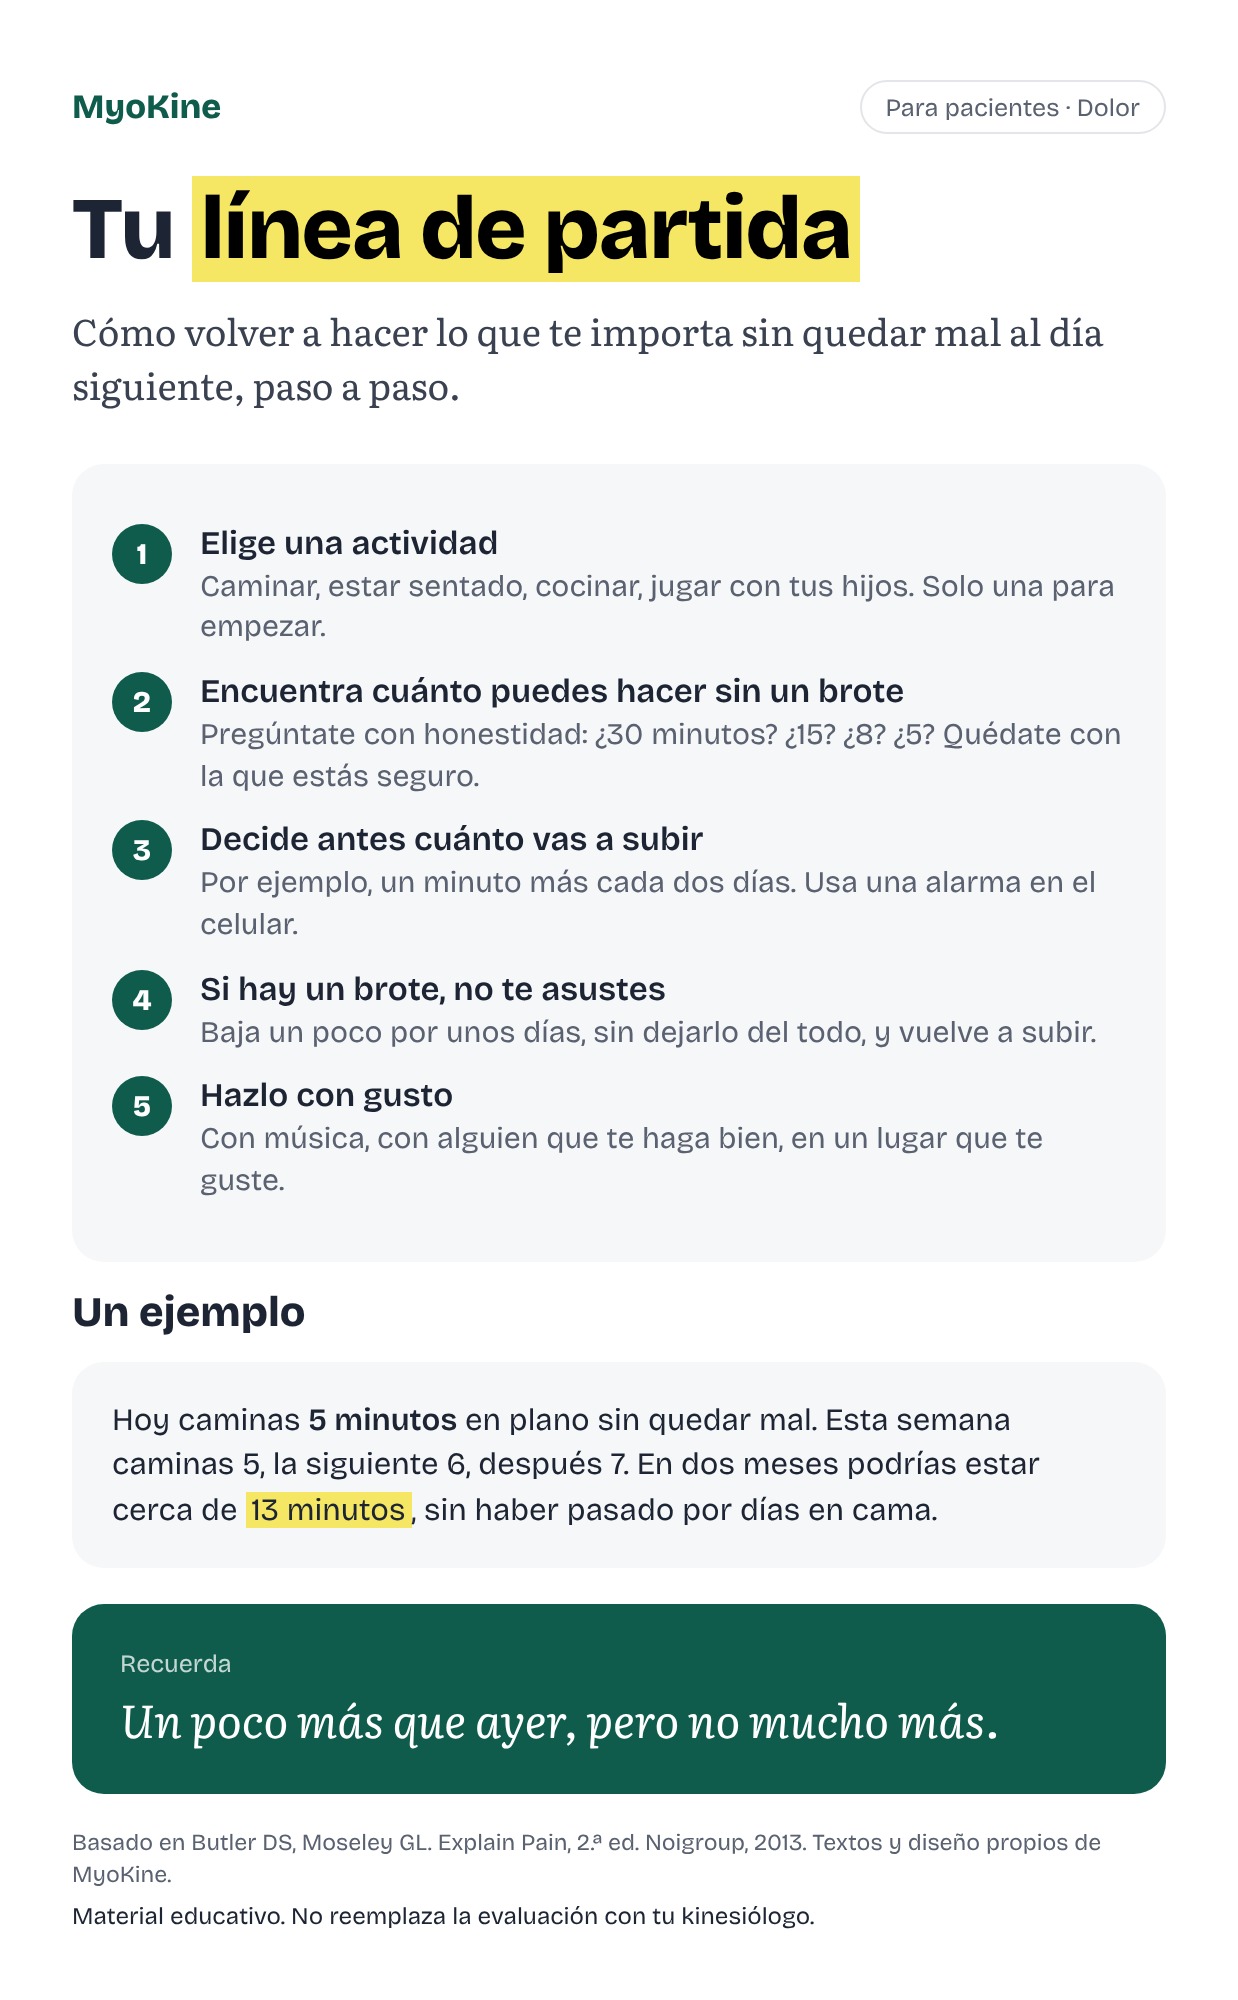 MyoKine
Para pacientes · Dolor
Tu línea de partida
Cómo volver a hacer lo que te importa sin quedar mal al día
siguiente, paso a paso.
1
Elige una actividad
Caminar, estar sentado, cocinar, jugar con tus hijos. Solo una para
empezar.
2
Encuentra cuánto puedes hacer sin un brote
Pregúntate con honestidad: ¿30 minutos? ¿15? ¿8? ¿5? Quédate con
la que estás seguro.
3
Decide antes cuánto vas a subir
Por ejemplo, un minuto más cada dos días. Usa una alarma en el
celular.
4
Si hay un brote, no te asustes
Baja un poco por unos días, sin dejarlo del todo, y vuelve a subir.
5
Hazlo con gusto
Con música, con alguien que te haga bien, en un lugar que te
guste.
Un ejemplo
Hoy caminas 5 minutos en plano sin quedar mal. Esta semana
caminas 5, la siguiente 6, después 7. En dos meses podrías estar
cerca de 13 minutos, sin haber pasado por días en cama.
Recuerda
Un poco más que ayer, pero no mucho más.
Basado en Butler DS, Moseley GL. Explain Pain, 2.ª ed. Noigroup, 2013. Textos y diseño propios de
MyoKine.
Material educativo. No reemplaza la evaluación con tu kinesiólogo.